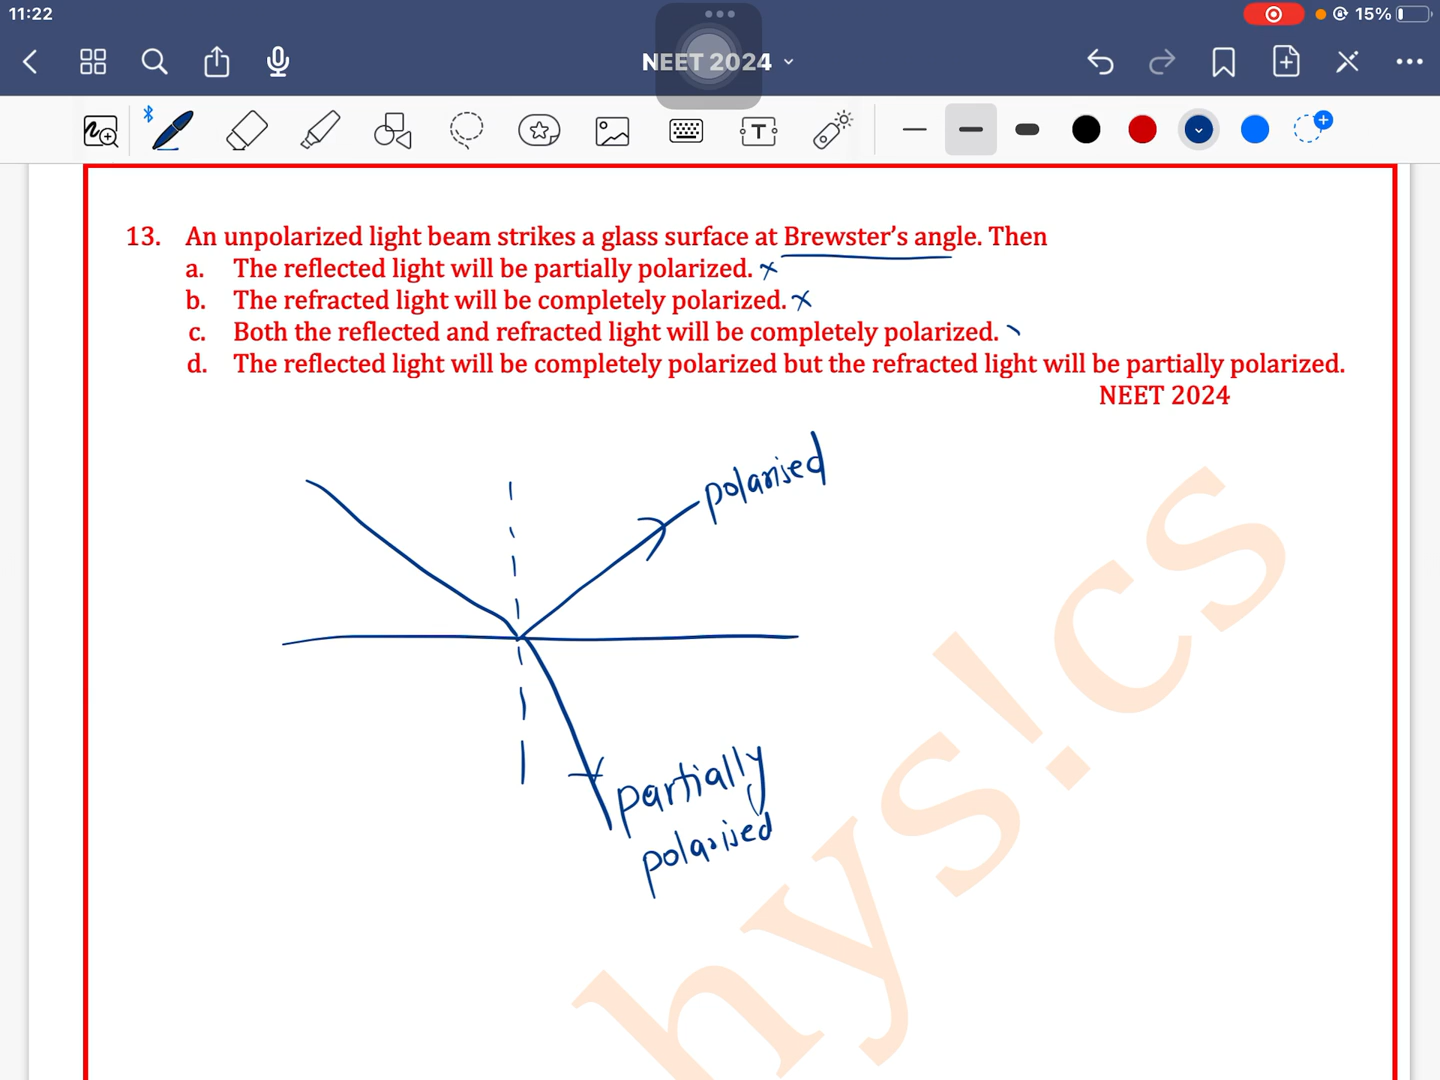 11:22
15%
NEET 2024
T
13. An unpolarized light beam strikes a glass surface at Brewster's angle. Then
a. The reflected light will be partially polarized. ×
b. The refracted light will be completely polarized. ×
c. Both the reflected and refracted light will be completely polarized.
d. The reflected light will be completely polarized but the refracted light will be partially polarized.
NEET 2024
polarised
partially
polarised
hys!cs